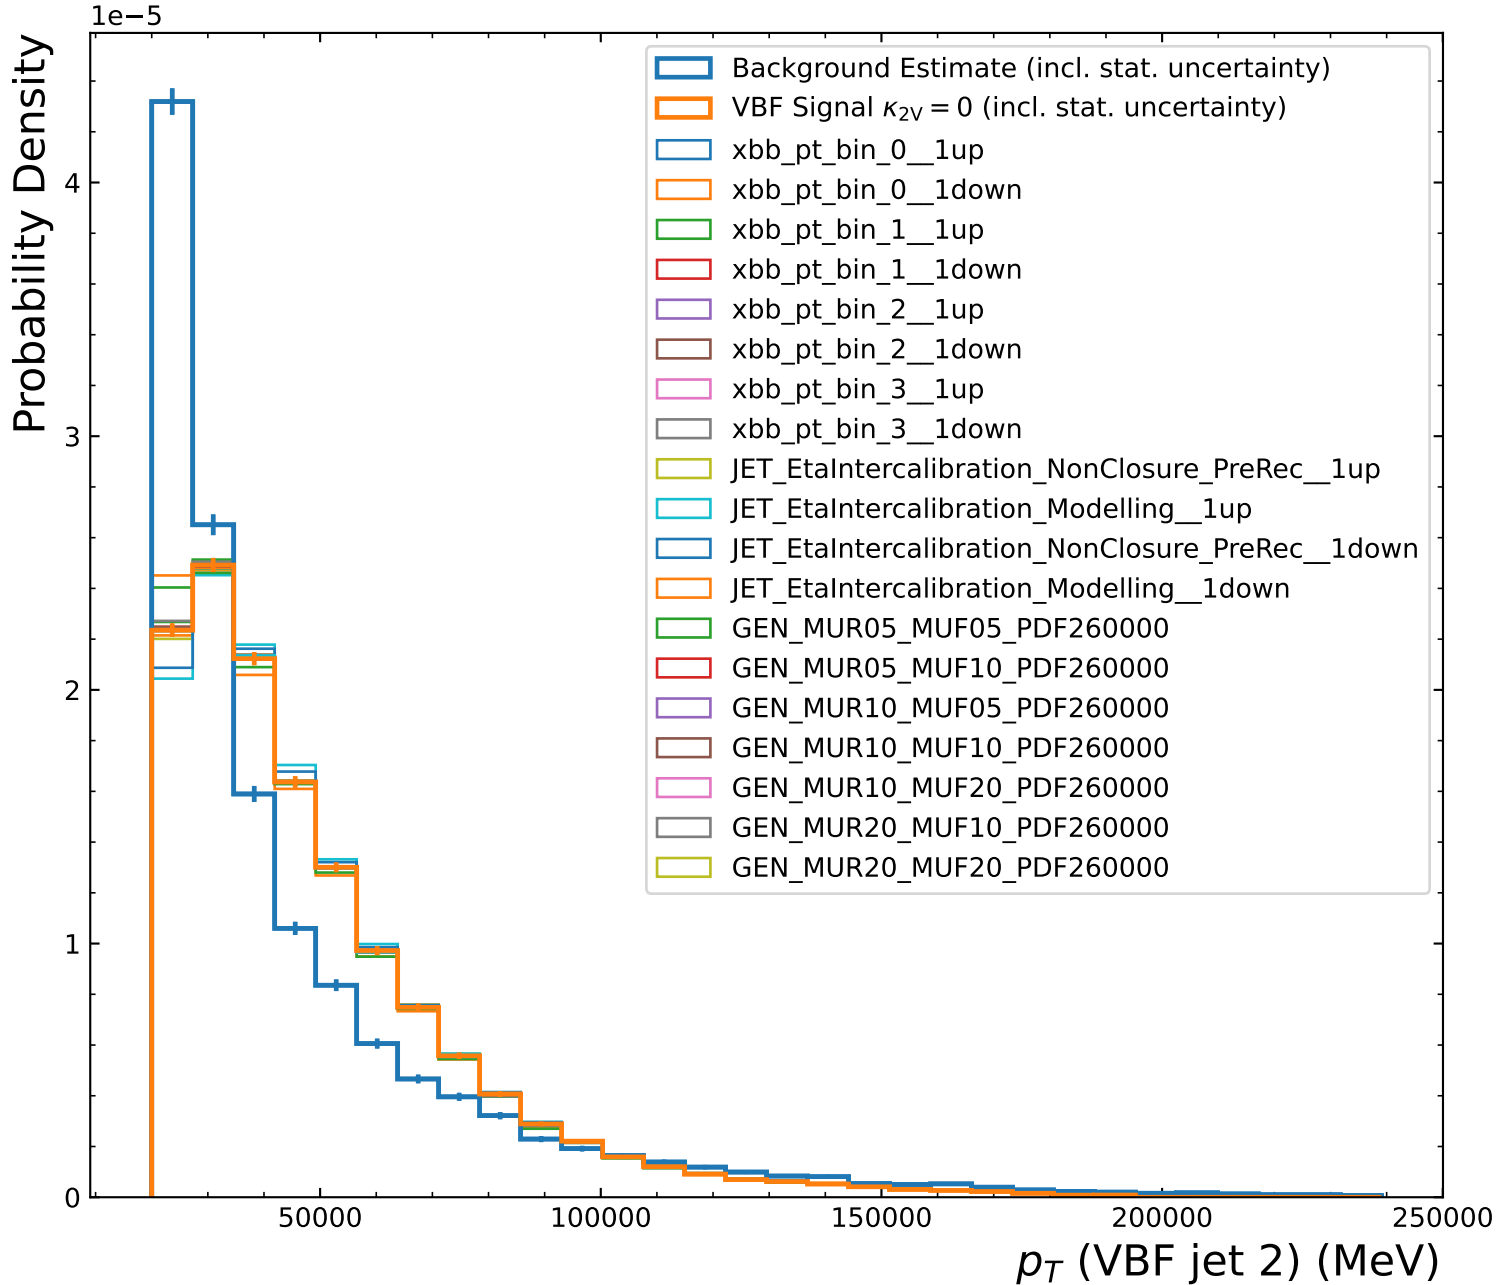 1e−5
Probability Density
4
3
2
1
0
Background Estimate (incl. stat. uncertainty)
VBF Signal κ2V = 0 (incl. stat. uncertainty)
xbb_pt_bin_0__1up
xbb_pt_bin_0__1down
xbb_pt_bin_1__1up
xbb_pt_bin_1__1down
xbb_pt_bin_2__1up
xbb_pt_bin_2__1down
xbb_pt_bin_3__1up
xbb_pt_bin_3__1down
JET_EtaIntercalibration_NonClosure_PreRec__1up
JET_EtaIntercalibration_Modelling__1up
JET_EtaIntercalibration_NonClosure_PreRec__1down
JET_EtaIntercalibration_Modelling__1down
GEN_MUR05_MUF05_PDF260000
GEN_MUR05_MUF10_PDF260000
GEN_MUR10_MUF05_PDF260000
GEN_MUR10_MUF10_PDF260000
GEN_MUR10_MUF20_PDF260000
GEN_MUR20_MUF10_PDF260000
GEN_MUR20_MUF20_PDF260000
50000 100000 150000 200000 250000
pT (VBF jet 2) (MeV)